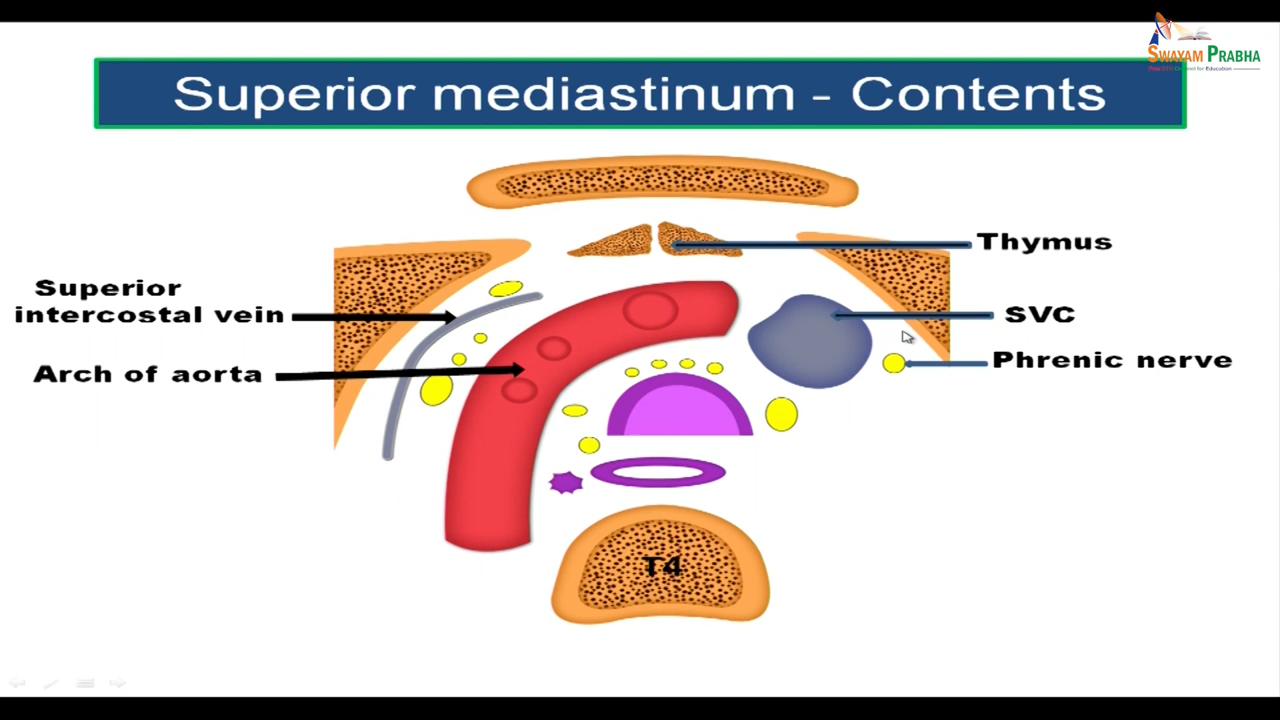 SWAYAM PRABHA
Superior mediastinum - Contents
Thymus
Superior
intercostal vein
SVC
Phrenic nerve
Arch of aorta
T4